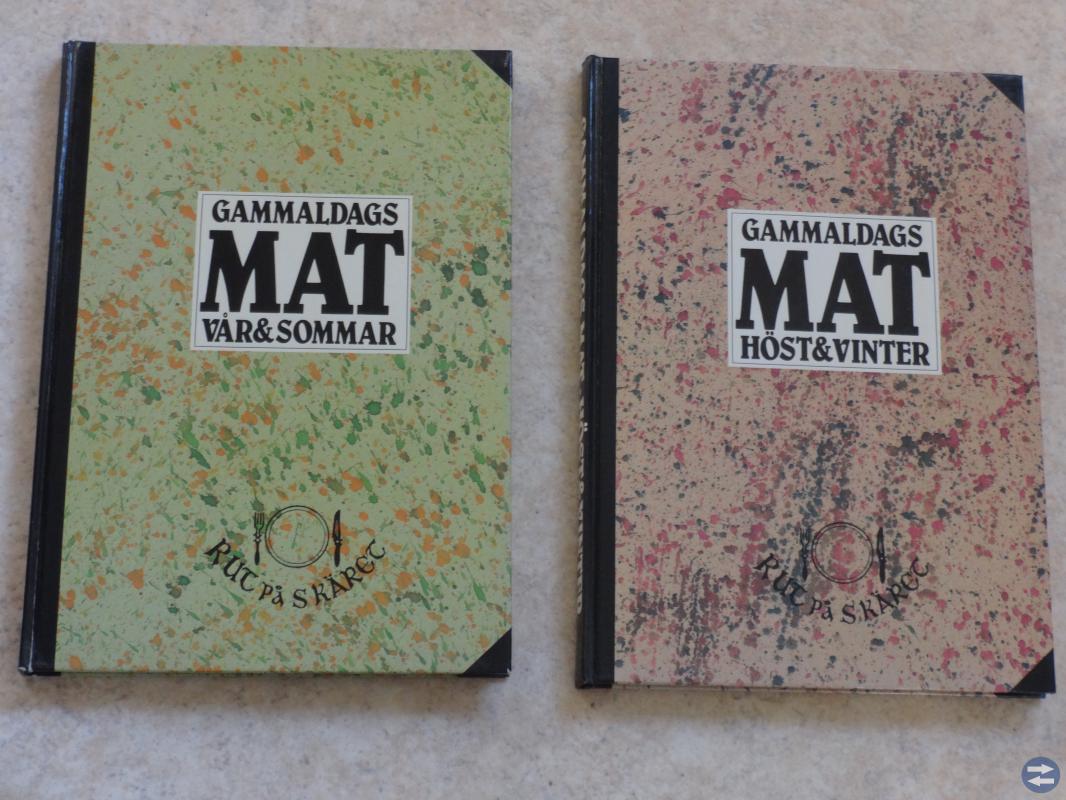 GAMMALDAGS
MAT
VÅR&SOMMAR
RUT PÅ SKÄRET
GAMMALDAGS
MAT
HÖST&VINTER
RUT PÅ SKÄRET